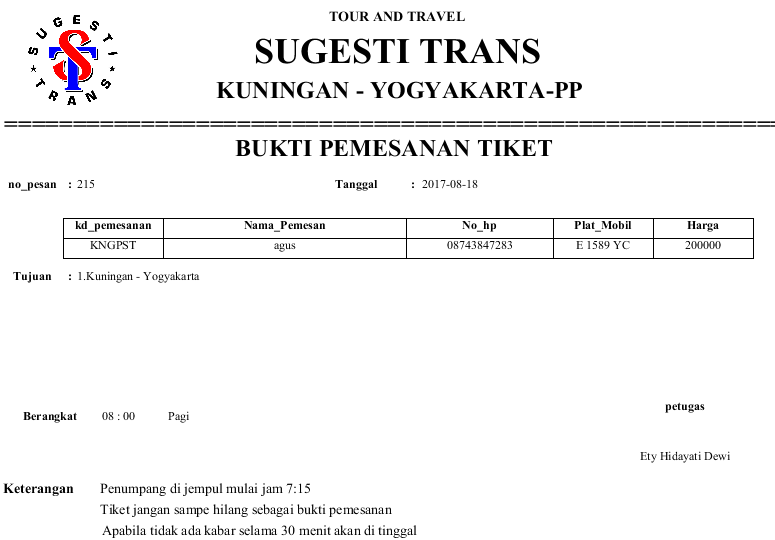 SUGESTI
TRANS
ST
TOUR AND TRAVEL
SUGESTI TRANS
KUNINGAN - YOGYAKARTA-PP
BUKTI PEMESANAN TIKET
no_pesan : 215 Tanggal : 2017-08-18
kd_pemesanan Nama_Pemesan No_hp Plat_Mobil Harga
KNGPST agus 08743847283 E 1589 YC 200000
Tujuan : 1.Kuningan - Yogyakarta
petugas
Berangkat 08 : 00 Pagi
Ety Hidayati Dewi
Keterangan Penumpang di jemput mulai jam 7:15
Tiket jangan sampe hilang sebagai bukti pemesanan
Apabila tidak ada kabar selama 30 menit akan di tinggal